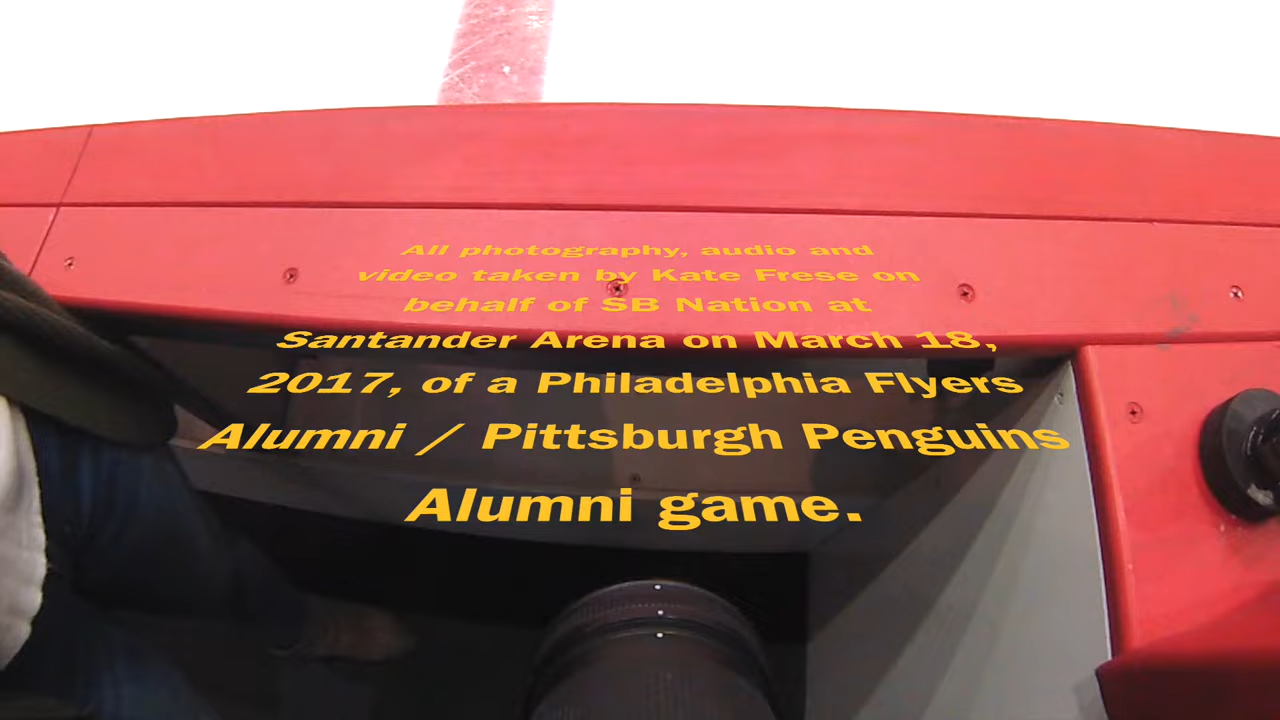 All photography, audio and
video taken by Kate Frese on
behalf of SB Nation at
Santander Arena on March 18,
2017, of a Philadelphia Flyers
Alumni / Pittsburgh Penguins
Alumni game.